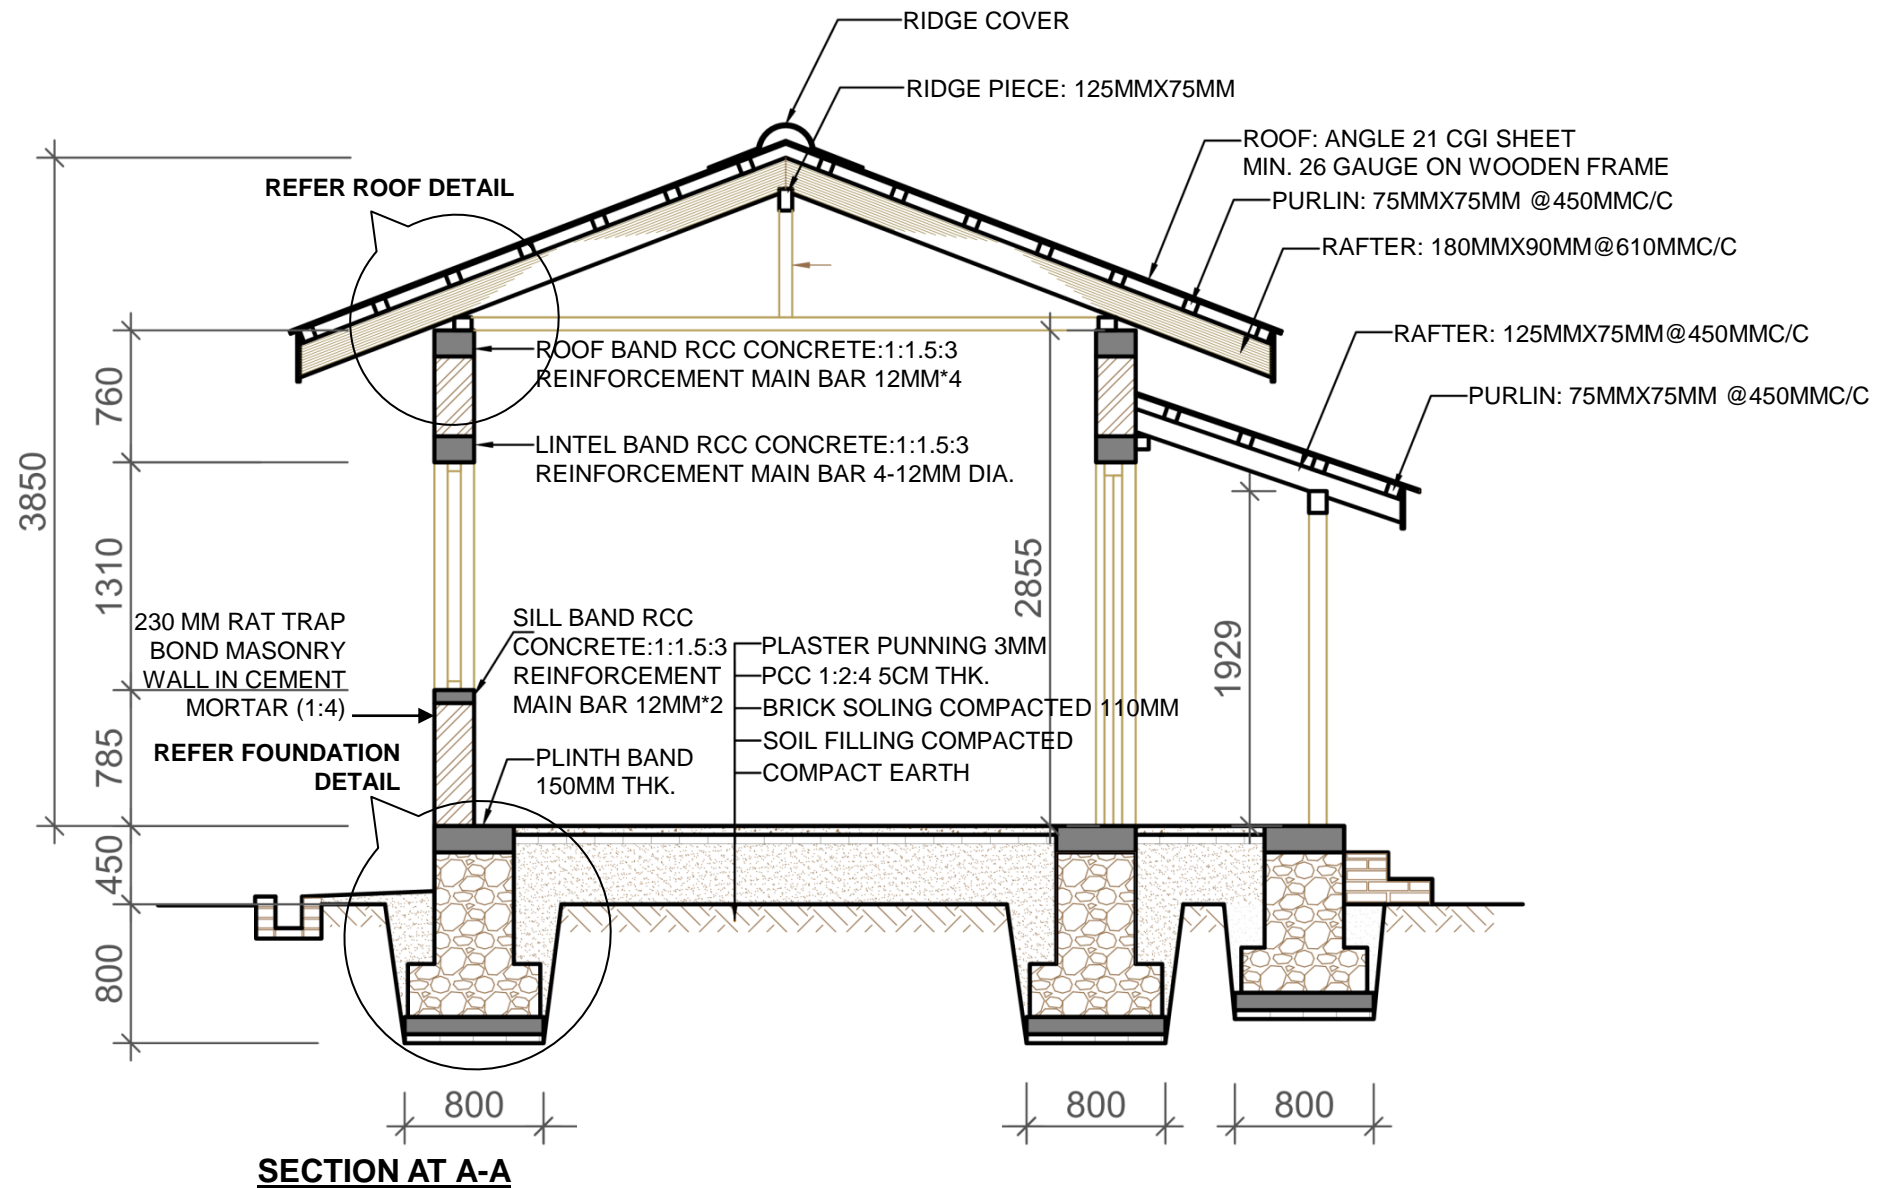 RIDGE COVER
RIDGE PIECE: 125MMX75MM
ROOF: ANGLE 21 CGI SHEET
MIN. 26 GAUGE ON WOODEN FRAME
REFER ROOF DETAIL
PURLIN: 75MMX75MM @450MMC/C
RAFTER: 180MMX90MM@610MMC/C
RAFTER: 125MMX75MM@450MMC/C
ROOF BAND RCC CONCRETE:1:1.5:3
REINFORCEMENT MAIN BAR 12MM*4
PURLIN: 75MMX75MM @450MMC/C
LINTEL BAND RCC CONCRETE:1:1.5:3
REINFORCEMENT MAIN BAR 4-12MM DIA.
3850
760
1310
785
450
800
2855
1929
230 MM RAT TRAP
BOND MASONRY
WALL IN CEMENT
MORTAR (1:4)
SILL BAND RCC
CONCRETE:1:1.5:3
REINFORCEMENT
MAIN BAR 12MM*2
PLASTER PUNNING 3MM
PCC 1:2:4 5CM THK.
BRICK SOLING COMPACTED 110MM
SOIL FILLING COMPACTED
COMPACT EARTH
REFER FOUNDATION
DETAIL
PLINTH BAND
150MM THK.
800
800
800
SECTION AT A-A